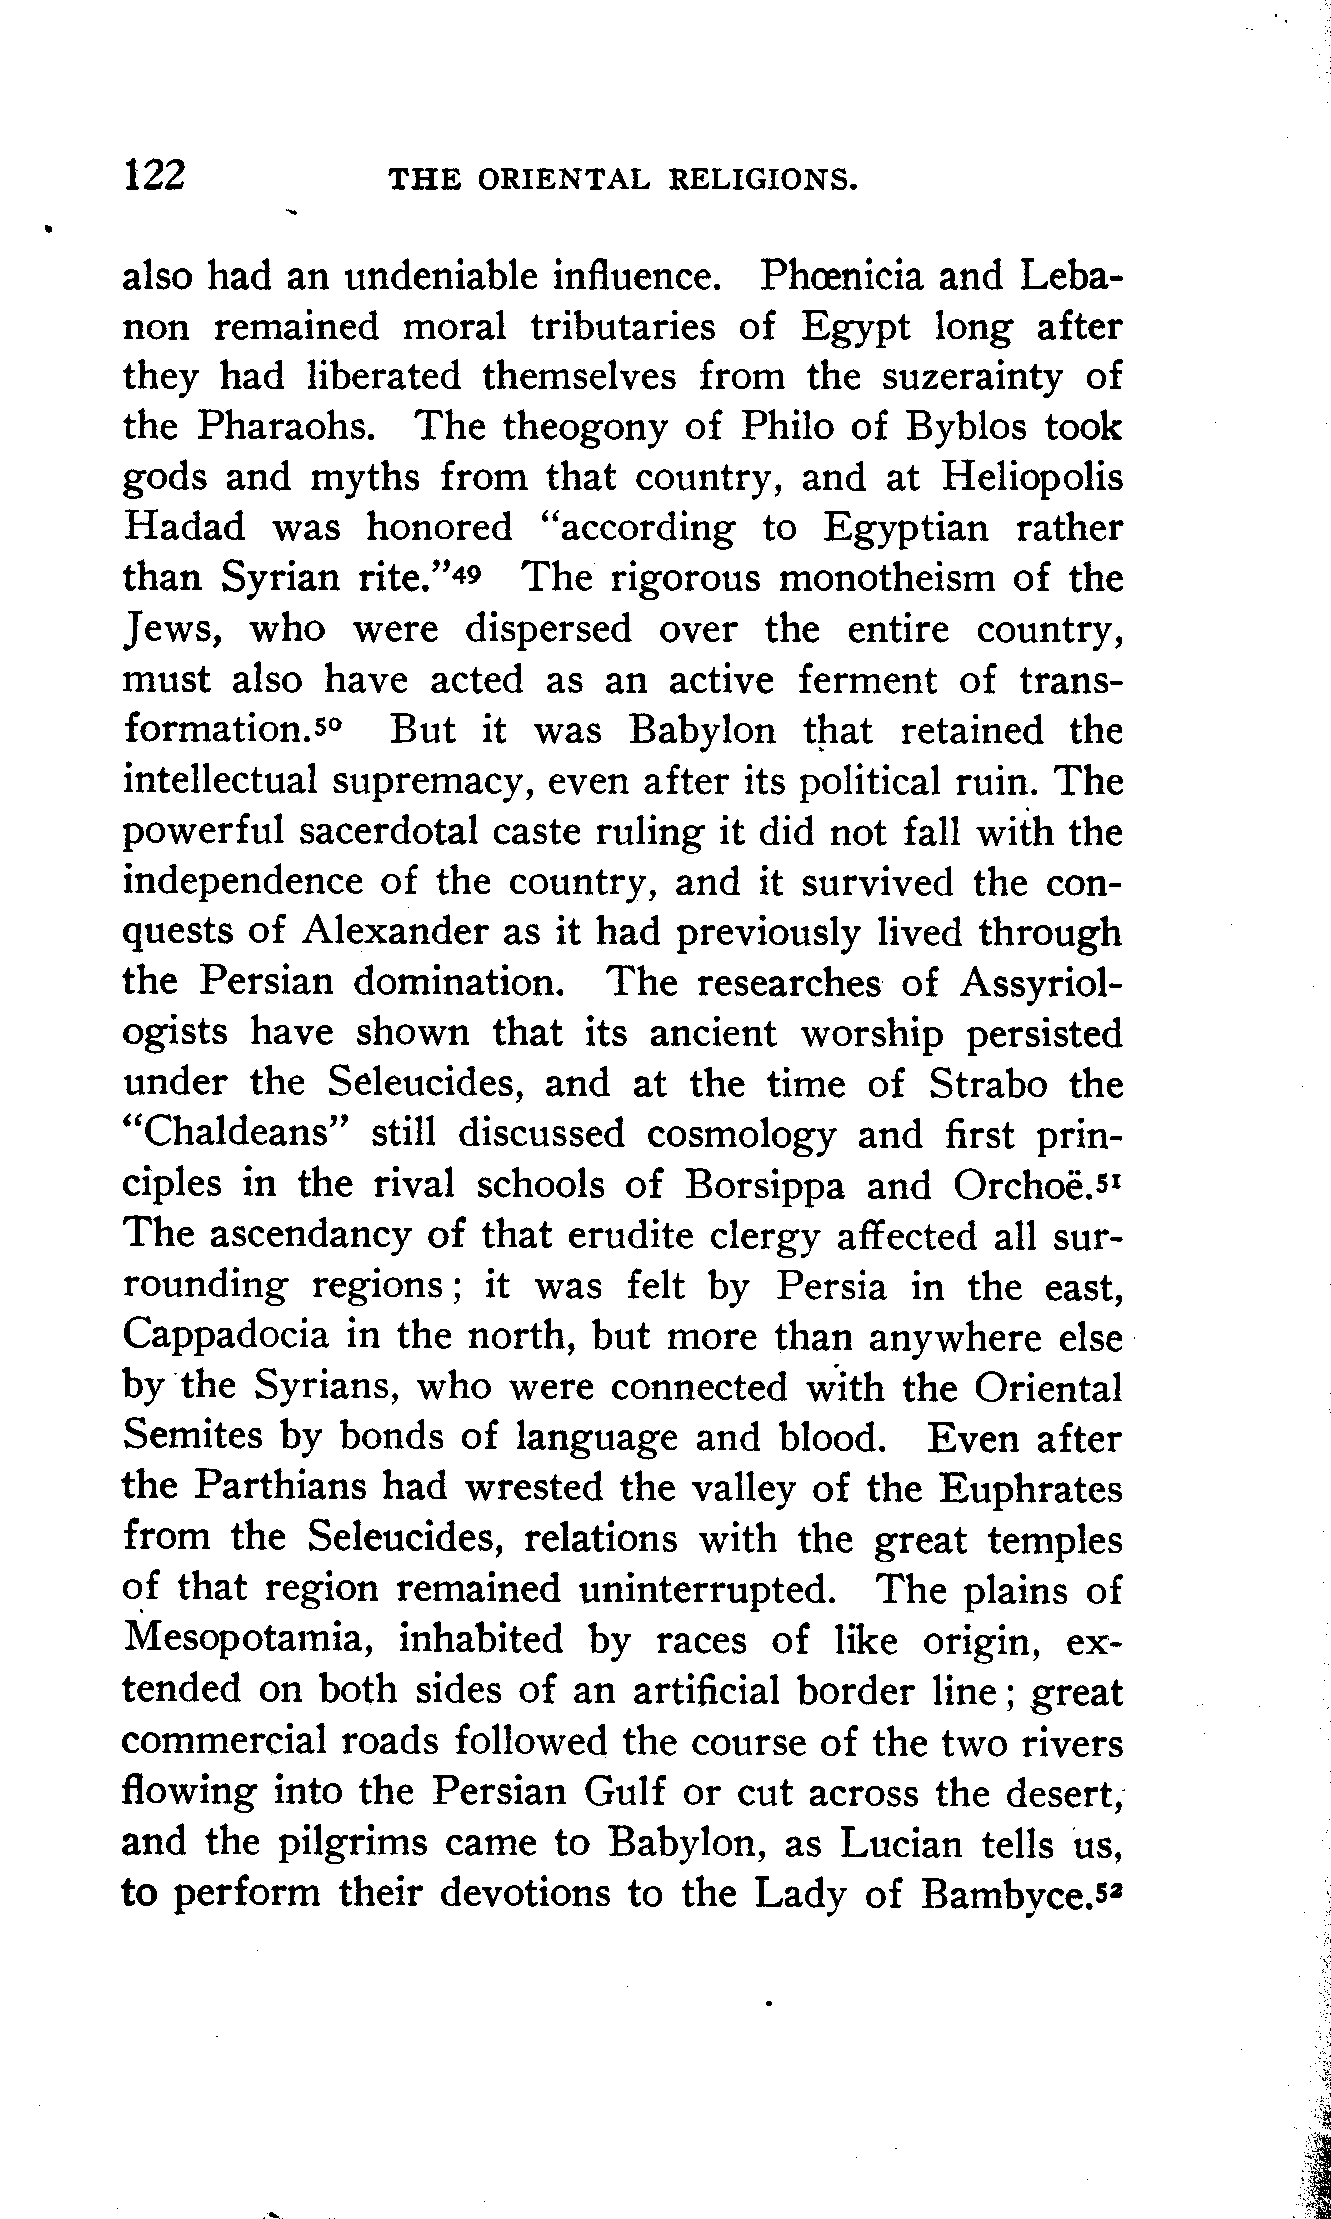 122 THE ORIENTAL RELIGIONS.
also had an undeniable influence. Phœnicia and Leba-
non remained moral tributaries of Egypt long after
they had liberated themselves from the suzerainty of
the Pharaohs. The theogony of Philo of Byblos took
gods and myths from that country, and at Heliopolis
Hadad was honored "according to Egyptian rather
than Syrian rite."⁴⁹ The rigorous monotheism of the
Jews, who were dispersed over the entire country,
must also have acted as an active ferment of trans-
formation.⁵⁰ But it was Babylon that retained the
intellectual supremacy, even after its political ruin. The
powerful sacerdotal caste ruling it did not fall with the
independence of the country, and it survived the con-
quests of Alexander as it had previously lived through
the Persian domination. The researches of Assyriol-
ogists have shown that its ancient worship persisted
under the Seleucides, and at the time of Strabo the
"Chaldeans" still discussed cosmology and first prin-
ciples in the rival schools of Borsippa and Orchoë.⁵¹
The ascendancy of that erudite clergy affected all sur-
rounding regions; it was felt by Persia in the east,
Cappadocia in the north, but more than anywhere else
by the Syrians, who were connected with the Oriental
Semites by bonds of language and blood. Even after
the Parthians had wrested the valley of the Euphrates
from the Seleucides, relations with the great temples
of that region remained uninterrupted. The plains of
Mesopotamia, inhabited by races of like origin, ex-
tended on both sides of an artificial border line; great
commercial roads followed the course of the two rivers
flowing into the Persian Gulf or cut across the desert,
and the pilgrims came to Babylon, as Lucian tells us,
to perform their devotions to the Lady of Bambyce.⁵²